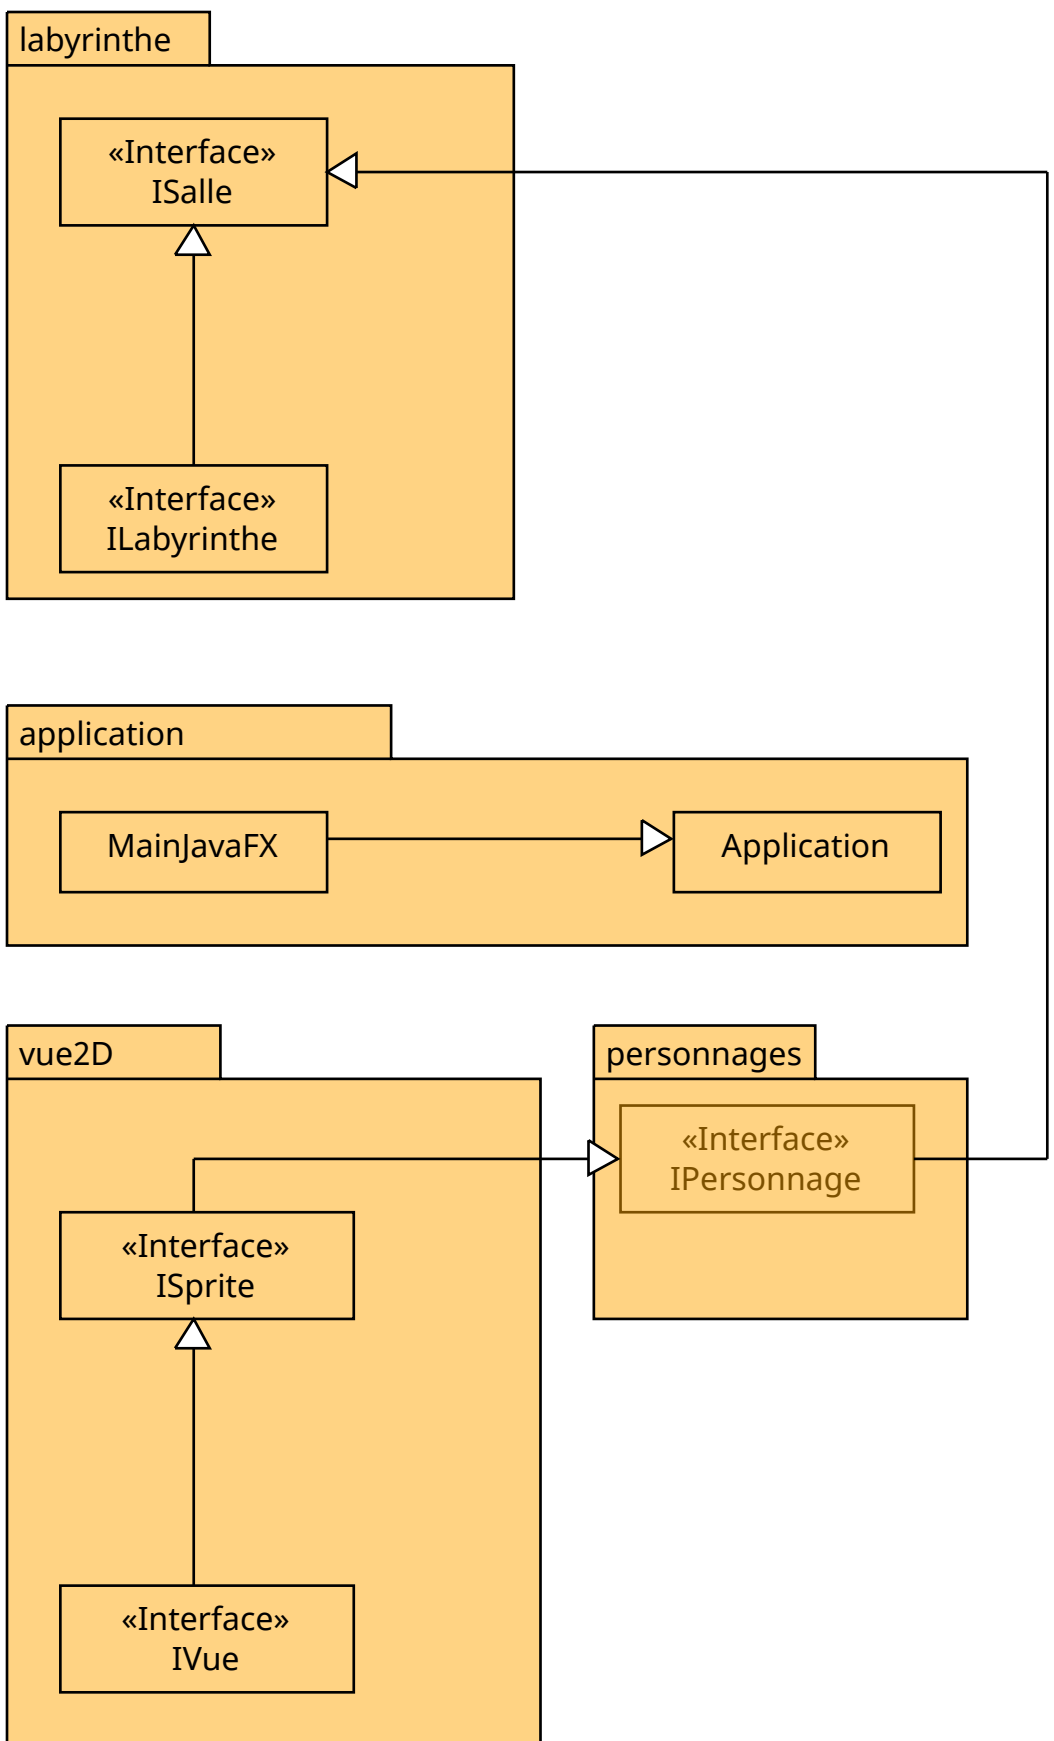 labyrinthe
«Interface»
ISalle
«Interface»
ILabyrinthe
application
MainJavaFX
Application
vue2D
personnages
«Interface»
IPersonnage
«Interface»
ISprite
«Interface»
IVue